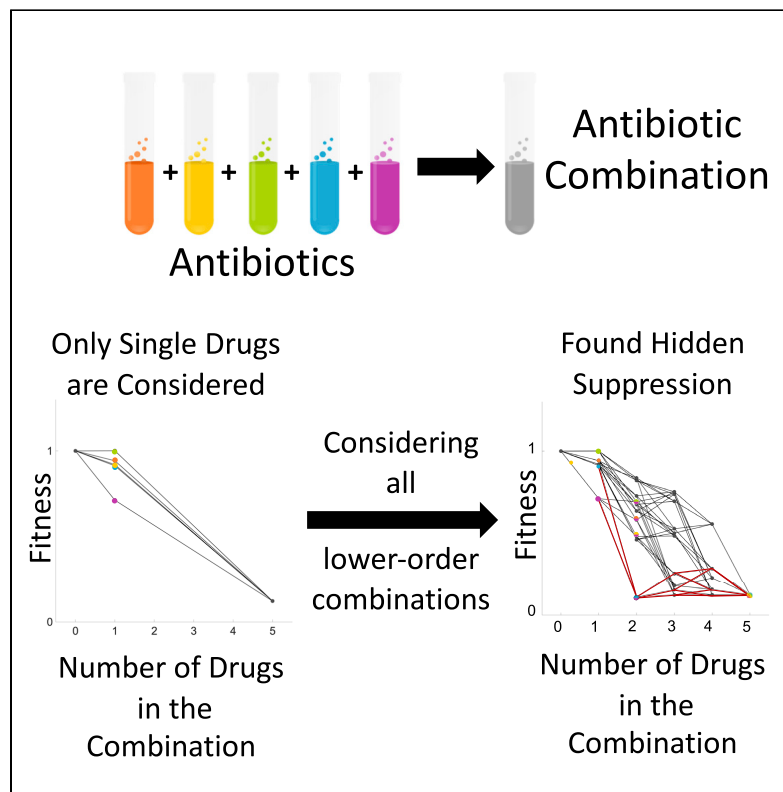 + + + +
Antibiotic
Combination
Antibiotics
Only Single Drugs
are Considered
1
Fitness
0
0 1 2 3 4 5
Number of Drugs
in the
Combination
Considering
all
lower-order
combinations
Found Hidden
Suppression
1
Fitness
0
0 1 2 3 4 5
Number of Drugs
in the
Combination